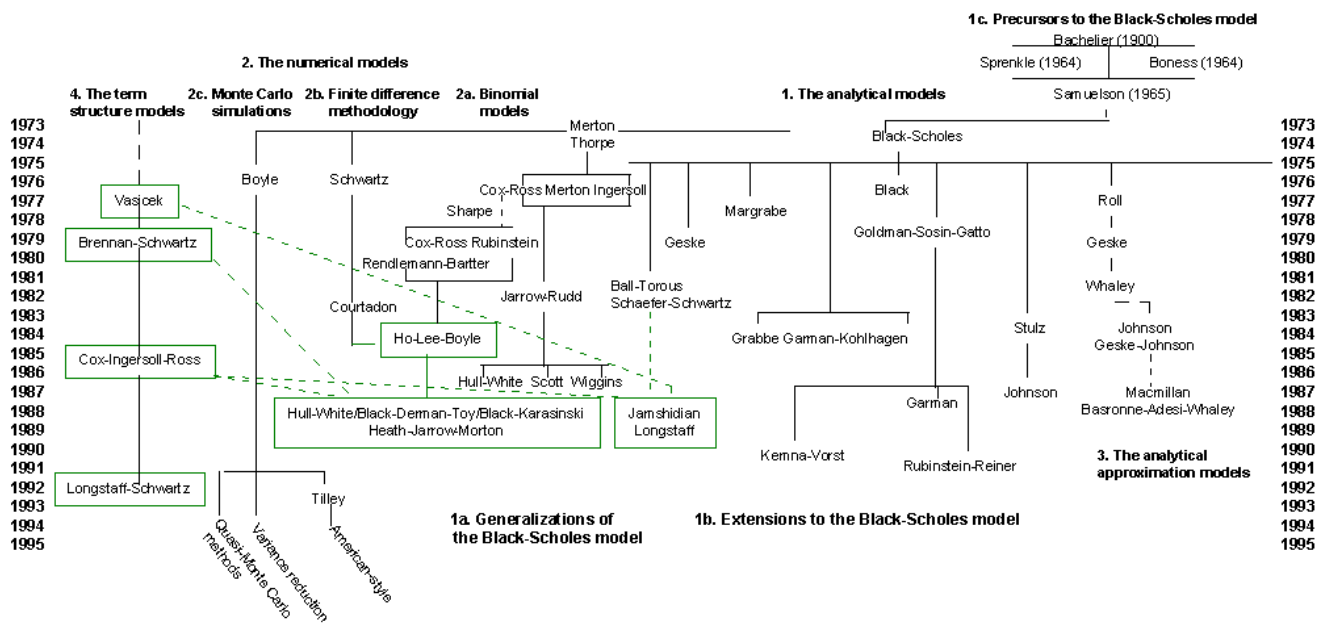 1c. Precursors to the Black-Scholes model
Bachelier (1900)
Sprenkle (1964)
Boness (1964)
Samuelson (1965)
2. The numerical models
4. The term
structure models
2c. Monte Carlo
simulations
2b. Finite difference
methodology
2a. Binomial
models
1. The analytical models
1973
1974
1975
1976
1977
1978
1979
1980
1981
1982
1983
1984
1985
1986
1987
1988
1989
1990
1991
1992
1993
1994
1995
Vasicek
Brennan-Schwartz
Cox-Ingersoll-Ross
Longstaff-Schwartz
Boyle
Quasi-Monte Carlo
methods
Variance reduction
Tilley
American-style
Schwartz
Courtadon
Merton
Thorpe
Cox-Ross Merton Ingersoll
Sharpe
Cox-Ross Rubinstein
Rendlemann-Bartter
Ho-Lee-Boyle
Jarrow-Rudd
Hull-White Scott Wiggins
Hull-White/Black-Derman-Toy/Black-Karasinski
Heath-Jarrow-Morton
Jamshidian
Longstaff
Black-Scholes
Ball-Torous
Schaefer-Schwartz
Geske
Margrabe
Grabbe Garman-Kohlhagen
Black
Goldman-Sosin-Gatto
Garman
Kemna-Vorst
Rubinstein-Reiner
Stulz
Johnson
Roll
Geske
Whaley
Johnson
Geske-Johnson
Macmillan
Basronne-Adesi-Whaley
3. The analytical
approximation models
1a. Generalizations of
the Black-Scholes model
1b. Extensions to the Black-Scholes model
1973
1974
1975
1976
1977
1978
1979
1980
1981
1982
1983
1984
1985
1986
1987
1988
1989
1990
1991
1992
1993
1994
1995